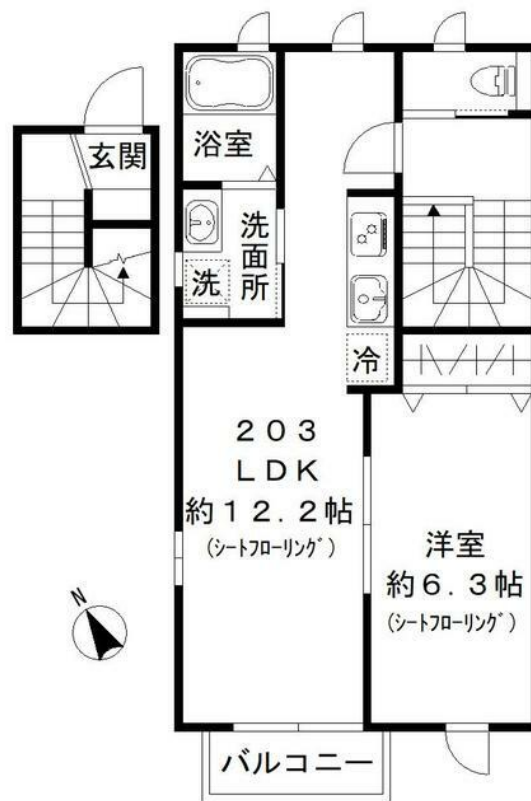 玄関
浴室
洗面所
洗
冷
203
LDK
約12.2帖
(シートフローリング)
洋室
約6.3帖
(シートフローリング)
N
バルコニー